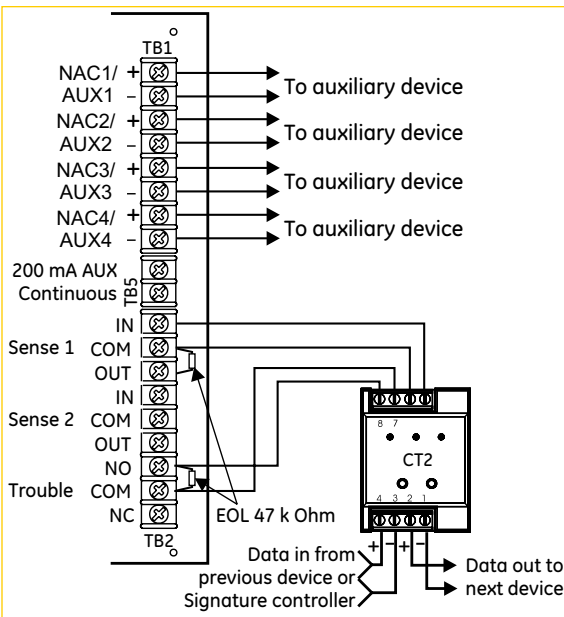 TB1
NAC1/ +
AUX1 –
To auxiliary device
NAC2/ +
AUX2 –
To auxiliary device
NAC3/ +
AUX3 –
To auxiliary device
NAC4/ +
AUX4 –
To auxiliary device
200 mA AUX
Continuous
TB5
IN
Sense 1 COM
OUT
IN
Sense 2 COM
OUT
NO
Trouble COM
NC
TB2
EOL 47 k Ohm
8 7
CT2
4 3 2 1
+ – + –
Data in from
previous device or
Signature controller
Data out to
next device